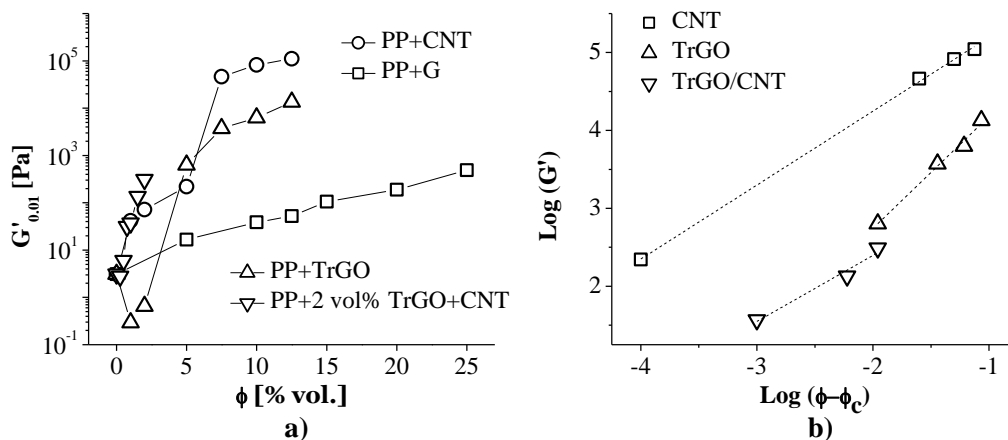 10^5
10^3
10^1
10^-1
G'0.01 [Pa]
PP+CNT
PP+G
PP+TrGO
PP+2 vol% TrGO+CNT
0 5 10 15 20 25
ϕ [% vol.]
a)
CNT
TrGO
TrGO/CNT
5
4
3
2
Log (G')
-4 -3 -2 -1
Log (ϕ−ϕc)
b)